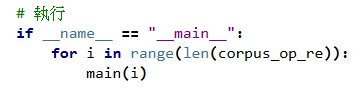 # 執行
if __name__ == "__main__":
    for i in range(len(corpus_op_re)):
        main(i)